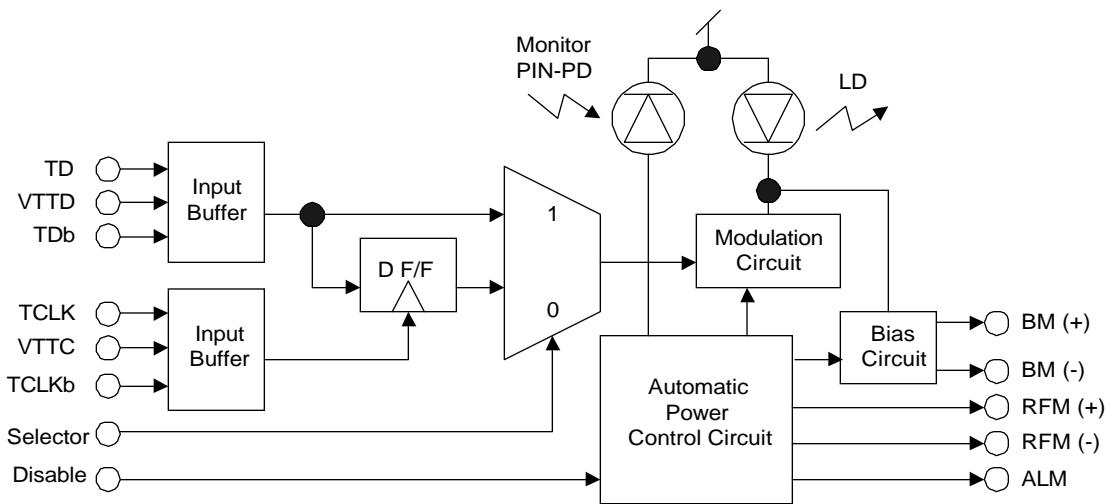 Monitor
PIN-PD
LD
TD
VTTD
TDb
Input
Buffer
1
D F/F
0
Modulation
Circuit
TCLK
VTTC
TCLKb
Input
Buffer
Bias
Circuit
BM (+)
BM (-)
Automatic
Power
Control Circuit
RFM (+)
RFM (-)
ALM
Selector
Disable